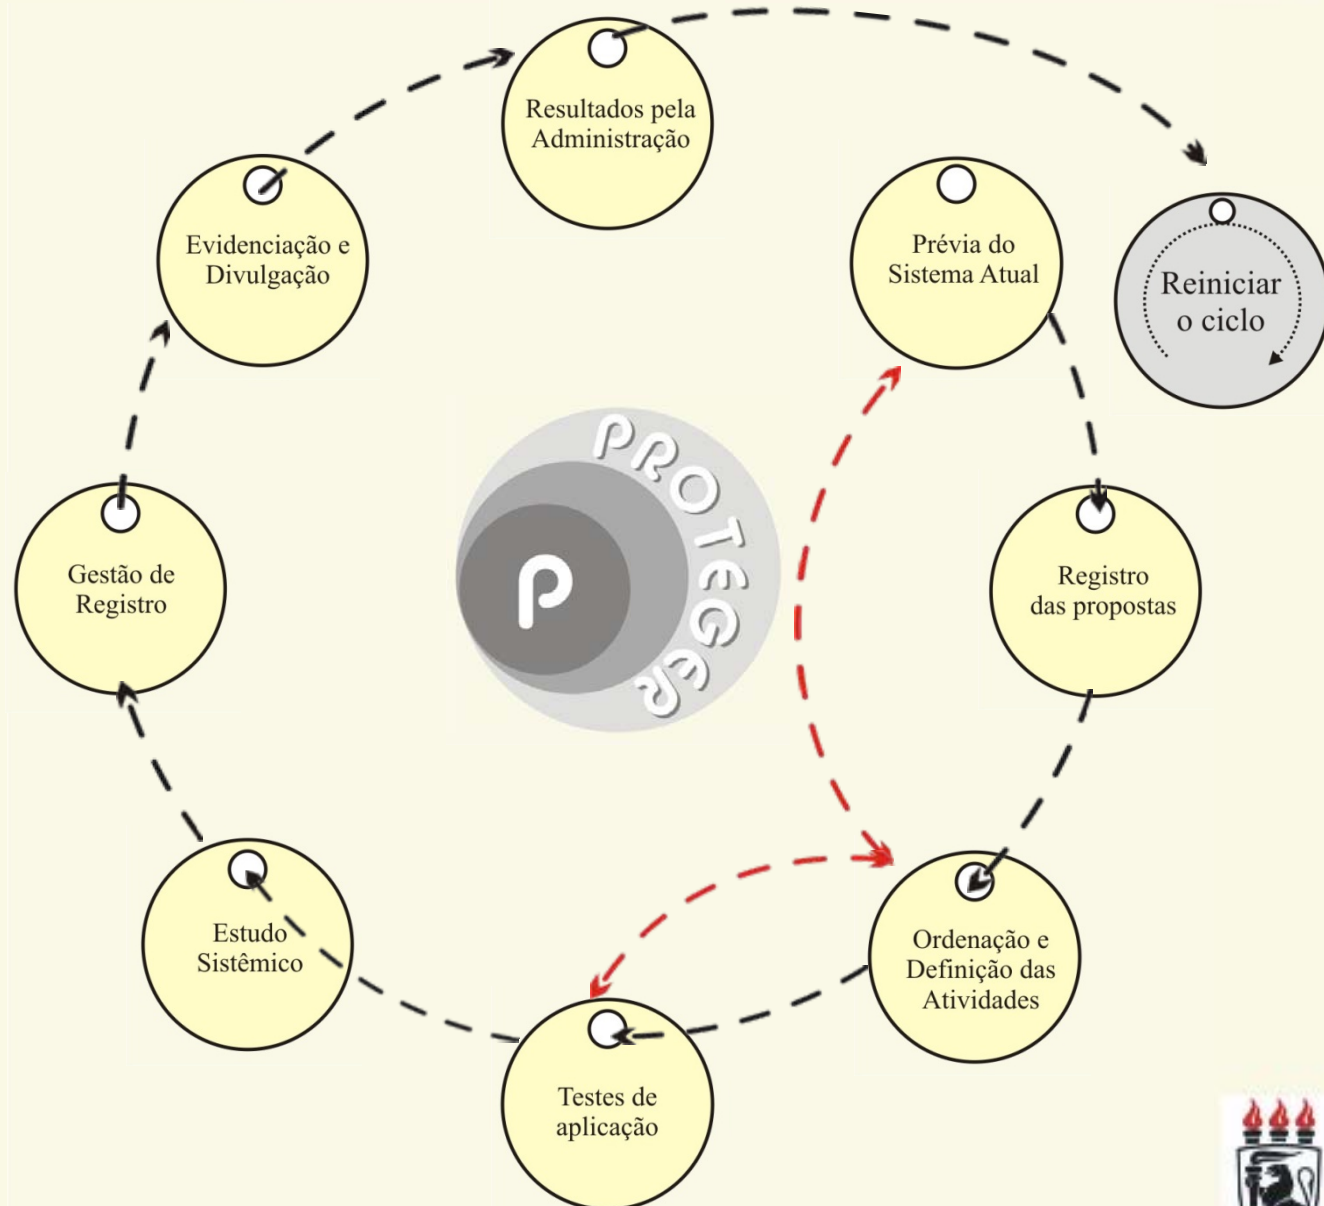 Resultados pela
Administração
Evidenciação e
Divulgação
Prévia do
Sistema Atual
Reiniciar
o ciclo
PROTEGER
P
Gestão de
Registro
Registro
das propostas
Estudo
Sistêmico
Ordenação e
Definição das
Atividades
Testes de
aplicação